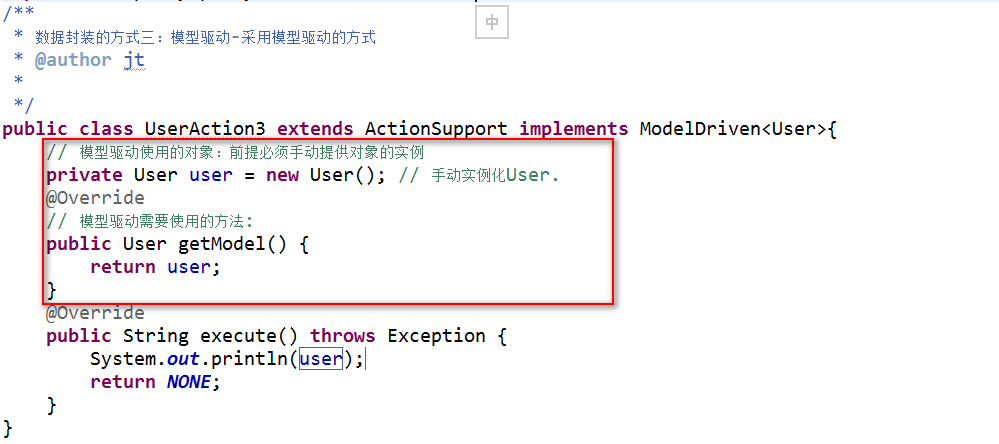 /**
中
 * 数据封装的方式三：模型驱动-采用模型驱动的方式
 * @author jt
 *
 */
public class UserAction3 extends ActionSupport implements ModelDriven<User>{
    // 模型驱动使用的对象：前提必须手动提供对象的实例
    private User user = new User(); // 手动实例化User.
    @Override
    // 模型驱动需要使用的方法:
    public User getModel() {
        return user;
    }
    @Override
    public String execute() throws Exception {
        System.out.println(user);
        return NONE;
    }
}